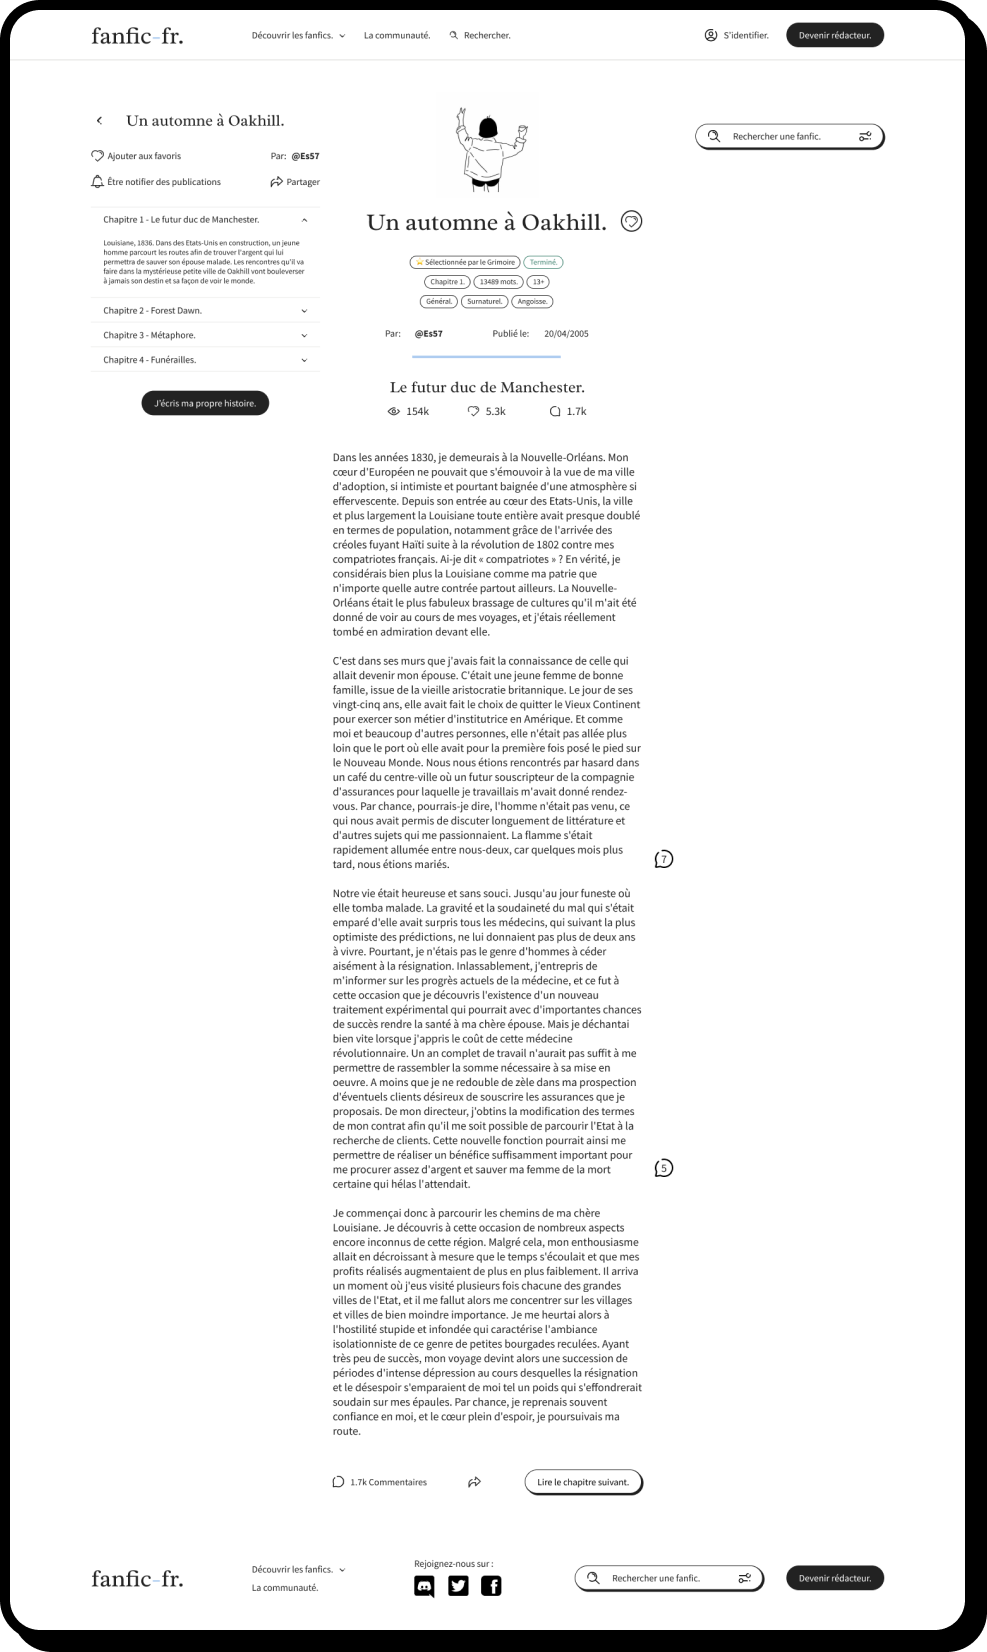 fanfic-fr.
Découvrir les fanfics.
La communauté.
Rechercher.
S'identifier.
Devenir rédacteur.
Un automne à Oakhill.
Ajouter aux favoris
Par: @Es57
Être notifier des publications
Partager
Chapitre 1 - Le futur duc de Manchester.
Louisiane, 1836. Dans des Etats-Unis en construction, un jeune
homme parcourt les routes afin de trouver l'argent qui lui
permettra de sauver son épouse malade. Les rencontres qu'il va
faire dans la mystérieuse petite ville de Oakhill vont bouleverser
à jamais son destin et sa façon de voir le monde.
Chapitre 2 - Forest Dawn.
Chapitre 3 - Métaphore.
Chapitre 4 - Funérailles.
J'écris ma propre histoire.
Rechercher une fanfic.
Un automne à Oakhill.
Sélectionnée par le Grimoire
Terminé.
Chapitre 1.
13489 mots.
13+
Général.
Surnaturel.
Angoisse.
Par: @Es57
Publié le: 20/04/2005
Le futur duc de Manchester.
154k
5.3k
1.7k
Dans les années 1830, je demeurais à la Nouvelle-Orléans. Mon
cœur d'Européen ne pouvait que s'émouvoir à la vue de ma ville
d'adoption, si intimiste et pourtant baignée d'une atmosphère si
effervescente. Depuis son entrée au cœur des Etats-Unis, la ville
et plus largement la Louisiane toute entière avait presque doublé
en termes de population, notamment grâce de l'arrivée des
créoles fuyant Haïti suite à la révolution de 1802 contre mes
compatriotes français. Ai-je dit « compatriotes » ? En vérité, je
considérais bien plus la Louisiane comme ma patrie que
n'importe quelle autre contrée partout ailleurs. La Nouvelle-
Orléans était le plus fabuleux brassage de cultures qu'il m'ait été
donné de voir au cours de mes voyages, et j'étais réellement
tombé en admiration devant elle.
C'est dans ses murs que j'avais fait la connaissance de celle qui
allait devenir mon épouse. C'était une jeune femme de bonne
famille, issue de la vieille aristocratie britannique. Le jour de ses
vingt-cinq ans, elle avait fait le choix de quitter le Vieux Continent
pour exercer son métier d'institutrice en Amérique. Et comme
moi et beaucoup d'autres personnes, elle n'était pas allée plus
loin que le port où elle avait pour la première fois posé le pied sur
le Nouveau Monde. Nous nous étions rencontrés par hasard dans
un café du centre-ville où un futur souscripteur de la compagnie
d'assurances pour laquelle je travaillais m'avait donné rendez-
vous. Par chance, pourrais-je dire, l'homme n'était pas venu, ce
qui nous avait permis de discuter longuement de littérature et
d'autres sujets qui me passionnaient. La flamme s'était
rapidement allumée entre nous-deux, car quelques mois plus
tard, nous étions mariés.
7
Notre vie était heureuse et sans souci. Jusqu'au jour funeste où
elle tomba malade. La gravité et la soudaineté du mal qui s'était
emparé d'elle avait surpris tous les médecins, qui suivant la plus
optimiste des prédictions, ne lui donnaient pas plus de deux ans
à vivre. Pourtant, je n'étais pas le genre d'hommes à céder
aisément à la résignation. Inlassablement, j'entrepris de
m'informer sur les progrès actuels de la médecine, et ce fut à
cette occasion que je découvris l'existence d'un nouveau
traitement expérimental qui pourrait avec d'importantes chances
de succès rendre la santé à ma chère épouse. Mais je déchantai
bien vite lorsque j'appris le coût de cette médecine
révolutionnaire. Un an complet de travail n'aurait pas suffit à me
permettre de rassembler la somme nécessaire à sa mise en
oeuvre. A moins que je ne redouble de zèle dans ma prospection
d'éventuels clients désireux de souscrire les assurances que je
proposais. De mon directeur, j'obtins la modification des termes
de mon contrat afin qu'il me soit possible de parcourir l'Etat à la
recherche de clients. Cette nouvelle fonction pourrait ainsi me
permettre de réaliser un bénéfice suffisamment important pour
me procurer assez d'argent et sauver ma femme de la mort
certaine qui hélas l'attendait.
5
Je commençai donc à parcourir les chemins de ma chère
Louisiane. Je découvris à cette occasion de nombreux aspects
encore inconnus de cette région. Malgré cela, mon enthousiasme
allait en décroissant à mesure que le temps s'écoulait et que mes
profits réalisés augmentaient de plus en plus faiblement. Il arriva
un moment où j'eus visité plusieurs fois chacune des grandes
villes de l'Etat, et il me fallut alors me concentrer sur les villages
et villes de bien moindre importance. Je me heurtai alors à
l'hostilité stupide et infondée qui caractérise l'ambiance
isolationniste de ce genre de petites bourgades reculées. Ayant
très peu de succès, mon voyage devint alors une succession de
périodes d'intense dépression au cours desquelles la résignation
et le désespoir s'emparaient de moi tel un poids qui s'effondrerait
soudain sur mes épaules. Par chance, je reprenais souvent
confiance en moi, et le cœur plein d'espoir, je poursuivais ma
route.
1.7k Commentaires
Lire le chapitre suivant.
fanfic-fr.
Découvrir les fanfics.
La communauté.
Rejoignez-nous sur :
Rechercher une fanfic.
Devenir rédacteur.